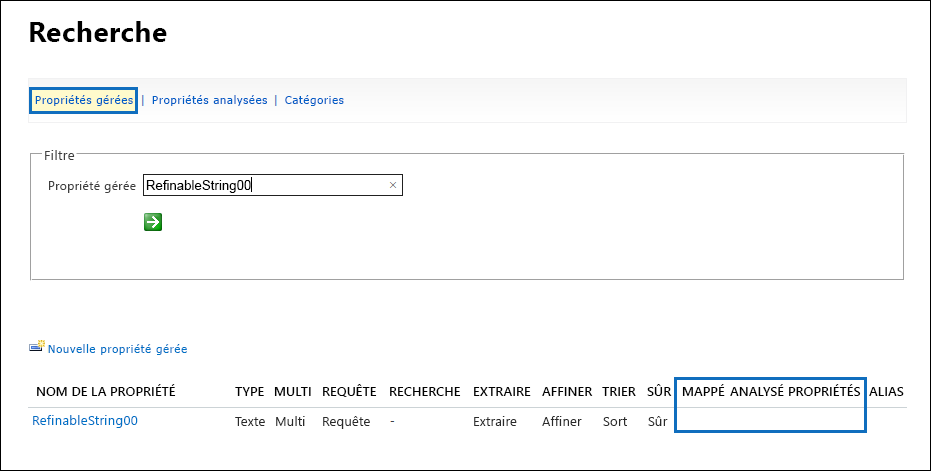 Recherche
Propriétés gérées | Propriétés analysées | Catégories
Filtre
Propriété gérée RefinableString00 ×
Nouvelle propriété gérée
NOM DE LA PROPRIÉTÉ TYPE MULTI REQUÊTE RECHERCHE EXTRAIRE AFFINER TRIER SÛR MAPPÉ ANALYSÉ PROPRIÉTÉS ALIAS
RefinableString00 Texte Multi Requête - Extraire Affiner Sort Sûr